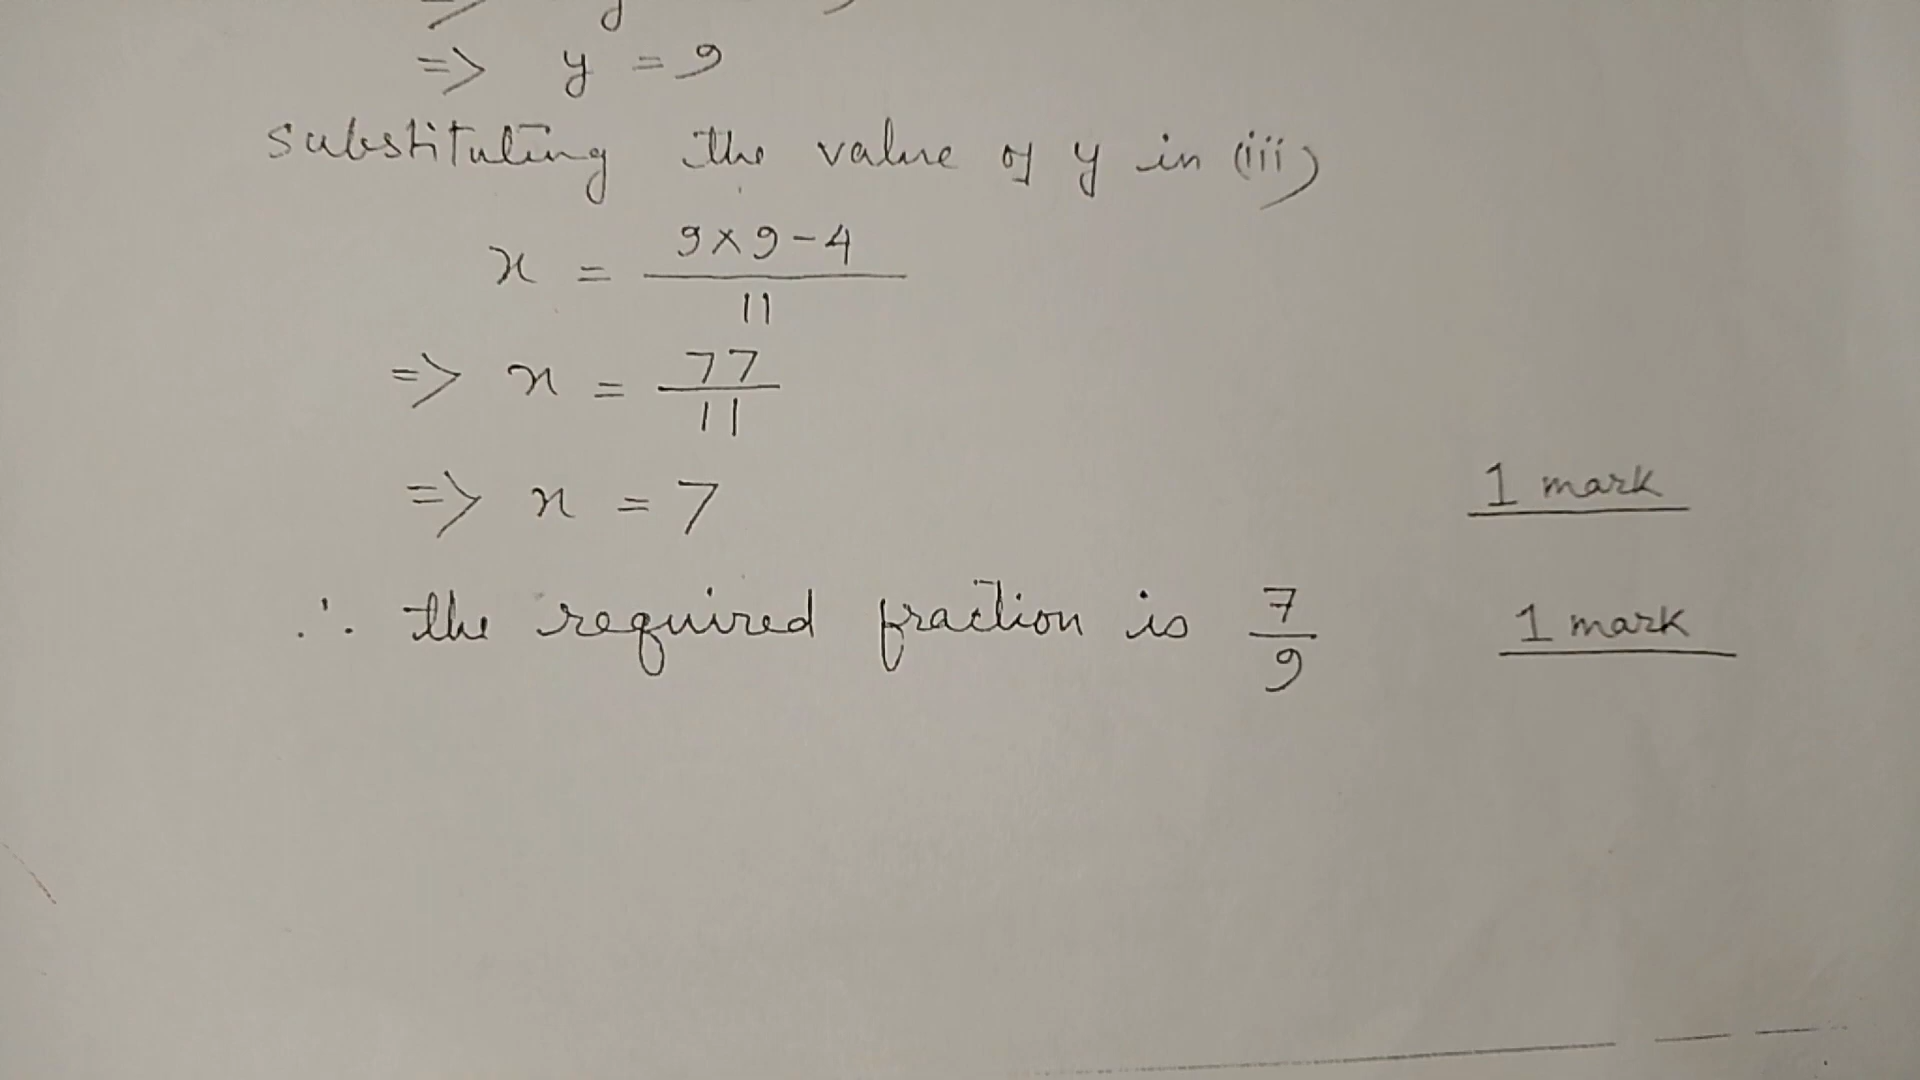 => y = 9
substituting the value of y in (iii)
x = 9×9-4 / 11
=> x = 77 / 11
=> x = 7 1 mark
∴ the required fraction is 7/9 1 mark